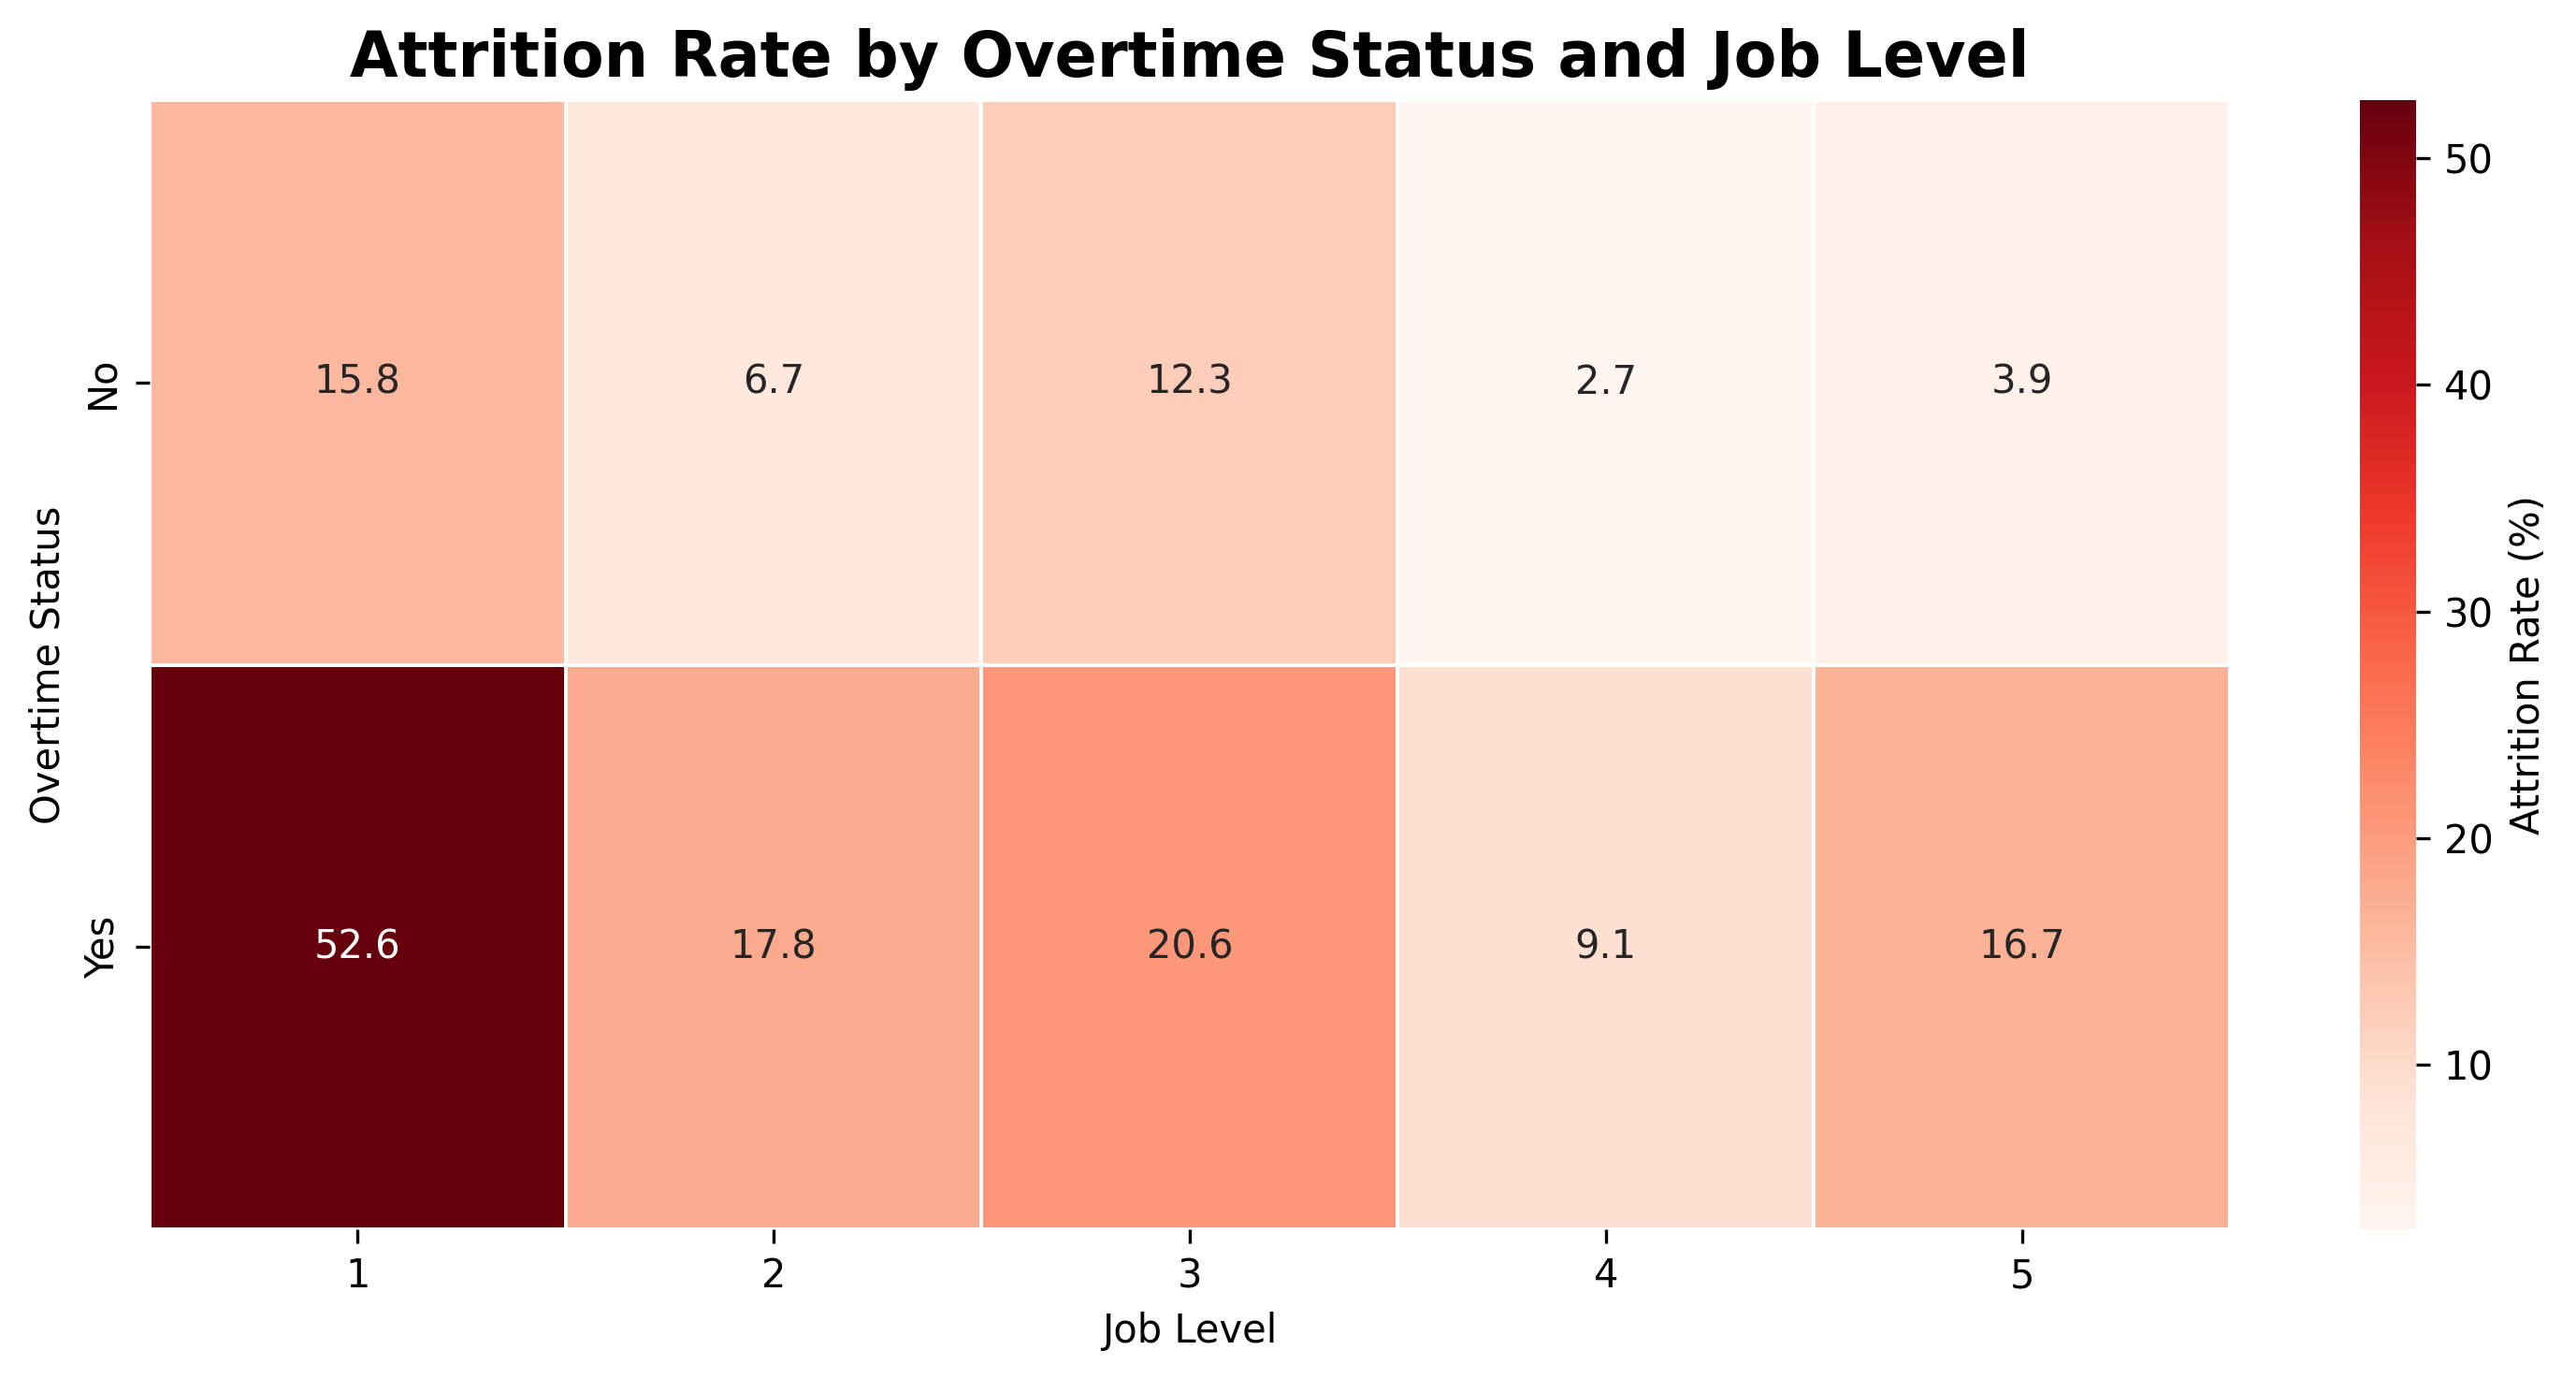 Attrition Rate by Overtime Status and Job Level
Overtime Status
No
15.8 6.7 12.3 2.7 3.9
Yes
52.6 17.8 20.6 9.1 16.7
1 2 3 4 5
Job Level
50
40
30
20
10
Attrition Rate (%)